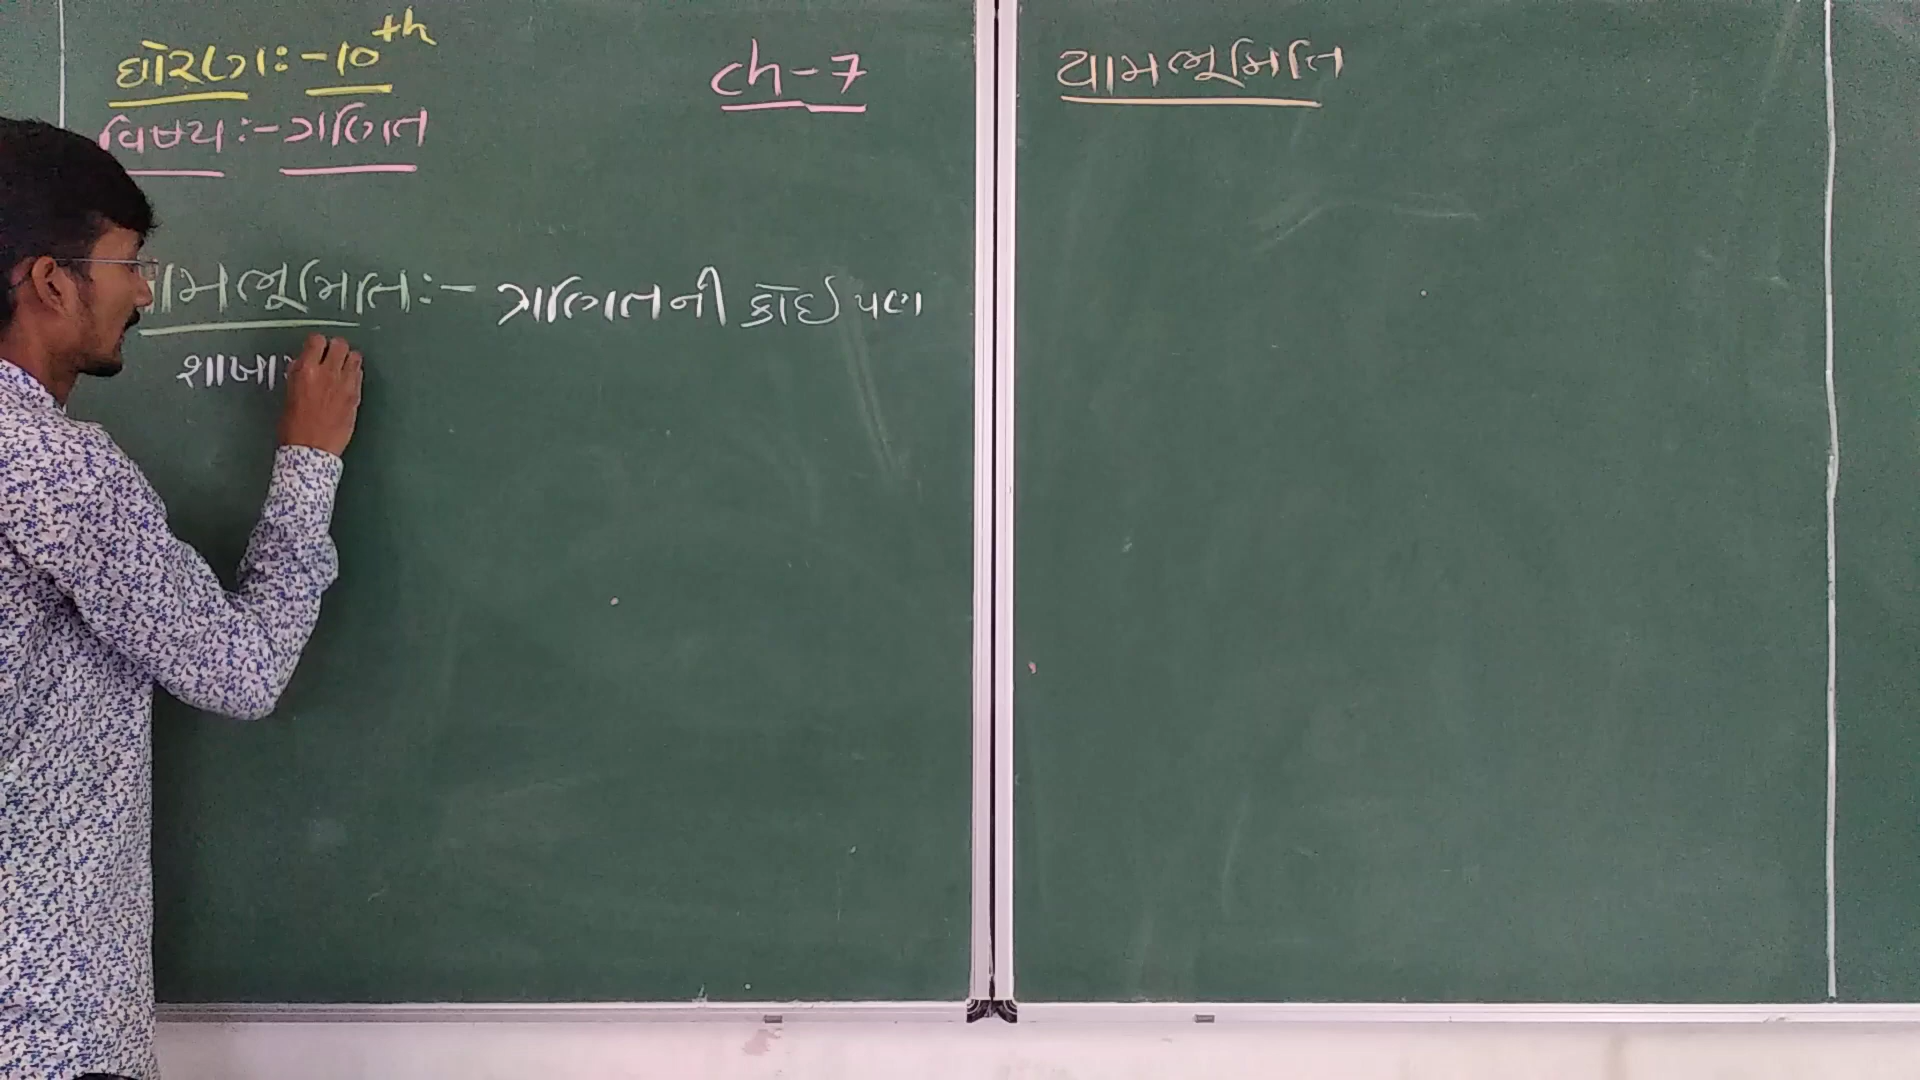 ધોરણ :- 10th
વિષય :- ગણિત
ch-7
યામભૂમિતિ
યામભૂમિતિ :- ગણિતની કોઈ પણ
શાખા